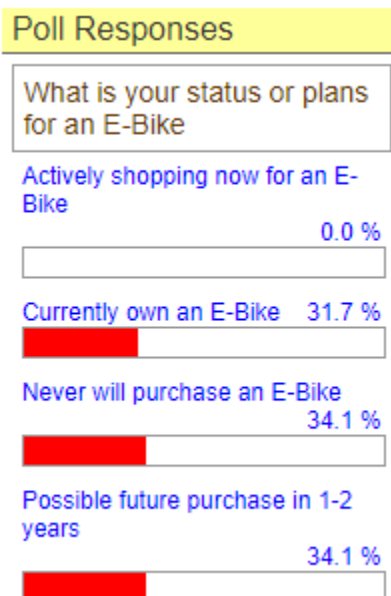 Poll Responses
What is your status or plans
for an E-Bike
Actively shopping now for an E-
Bike
0.0 %
Currently own an E-Bike 31.7 %
Never will purchase an E-Bike
34.1 %
Possible future purchase in 1-2
years
34.1 %